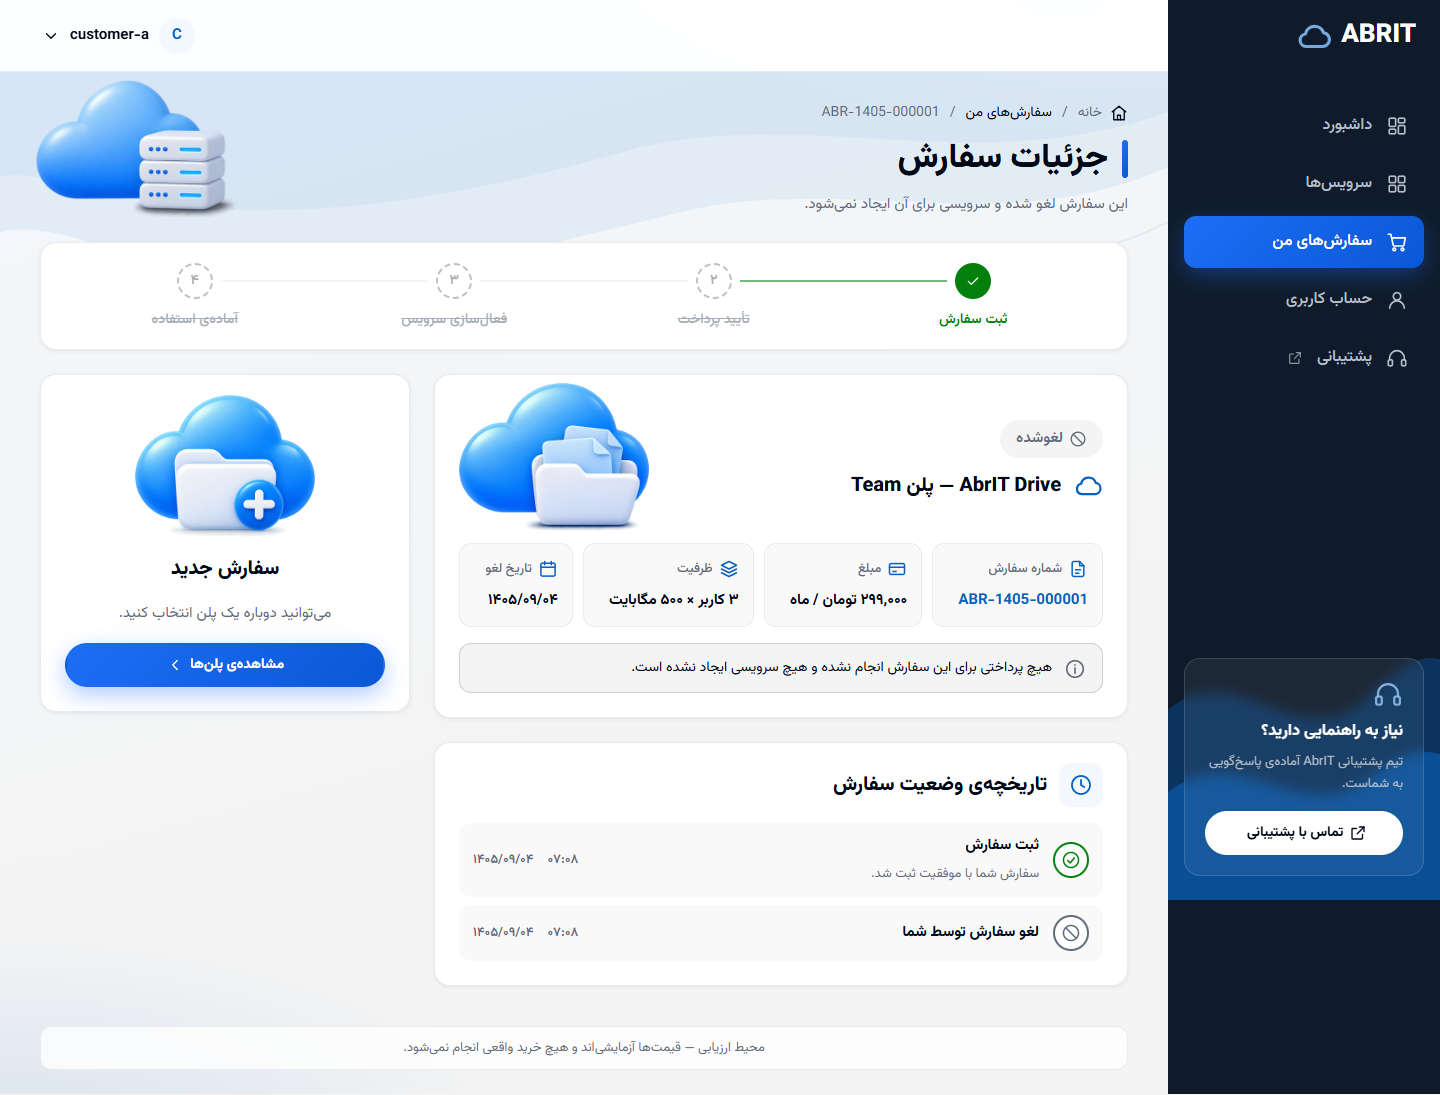 ABRIT
داشبورد
سرویس‌ها
سفارش‌های من
حساب کاربری
پشتیبانی
نیاز به راهنمایی دارید؟
تیم پشتیبانی AbrIT آماده‌ی پاسخ‌گویی
به شماست.
تماس با پشتیبانی
C customer-a
خانه / سفارش‌های من / ABR-1405-000001
جزئیات سفارش
این سفارش لغو شده و سرویسی برای آن ایجاد نمی‌شود.
ثبت سفارش
۲
تأیید پرداخت
۳
فعال‌سازی سرویس
۴
آماده‌ی استفاده
لغوشده
AbrIT Drive — پلن Team
شماره سفارش
ABR-1405-000001
مبلغ
۲۹۹,۰۰۰ تومان / ماه
ظرفیت
۳ کاربر × ۵۰۰ مگابایت
تاریخ لغو
۱۴۰۵/۰۹/۰۴
هیچ پرداختی برای این سفارش انجام نشده و هیچ سرویسی ایجاد نشده است.
سفارش جدید
می‌توانید دوباره یک پلن انتخاب کنید.
مشاهده‌ی پلن‌ها
تاریخچه‌ی وضعیت سفارش
ثبت سفارش
سفارش شما با موفقیت ثبت شد.
۰۷:۰۸ ۱۴۰۵/۰۹/۰۴
لغو سفارش توسط شما
۰۷:۰۸ ۱۴۰۵/۰۹/۰۴
محیط ارزیابی — قیمت‌ها آزمایشی‌اند و هیچ خرید واقعی انجام نمی‌شود.